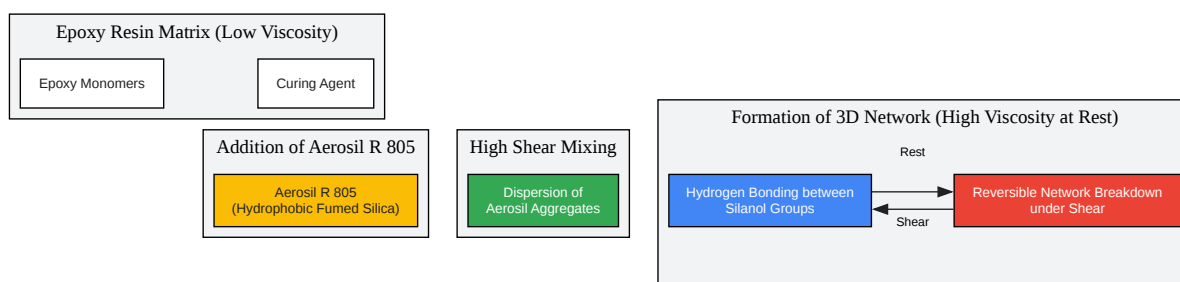 Epoxy Resin Matrix (Low Viscosity)
Epoxy Monomers
Curing Agent
Addition of Aerosil R 805
Aerosil R 805
(Hydrophobic Fumed Silica)
High Shear Mixing
Dispersion of
Aerosil Aggregates
Formation of 3D Network (High Viscosity at Rest)
Rest
Hydrogen Bonding between
Silanol Groups
Reversible Network Breakdown
under Shear
Shear